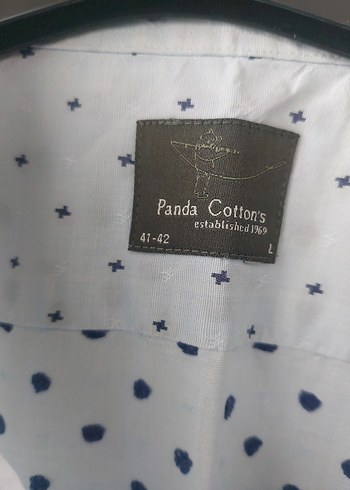 Panda Cotton's
established 1969
41-42
L